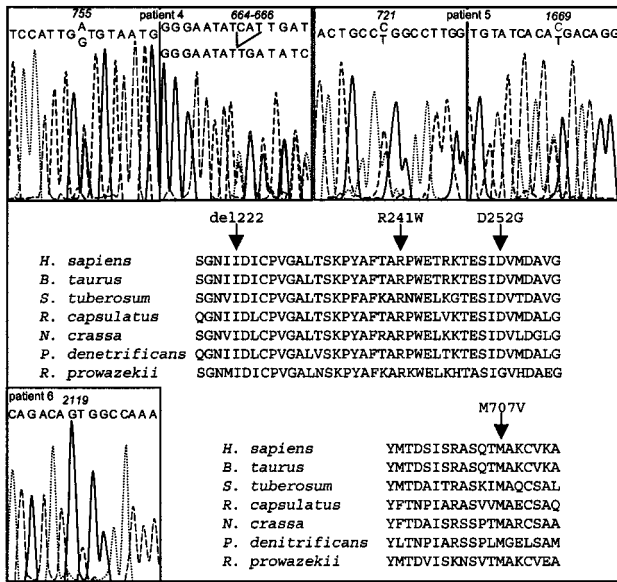 755
patient 4
664-666
721
patient 5
1669
TCCATTGATGTAATG
G
GGGAATATCATTGAT
GGGAATATTGATATC
ACTGCCCGGCCTTGG
T
TGTATCACACGACAGG
T
del222
R241W
D252G
H. sapiens SGNIIDICPVGALTSKPYAFTARPWETRKTESIDVMDAVG
B. taurus SGNIIDICPVGALTSKPYAFTARPWETRKTESIDVMDAVG
S. tuberosum SGNVIDICPVGALTSKPFAFKARNWELKGTESIDVTDAVG
R. capsulatus QGNIIDLCPVGALTSKPYAFTARPWELVKTESIDVMDALG
N. crassa SGNVIDLCPVGALTSKPYAFRARPWELKKTESIDVLDGLG
P. denetrificans QGNIIDLCPVGALVSKPYAFTARPWELTKTESIDVMDALG
R. prowazekii SGNMIDICPVGALNSKPYAFKARKWELKHTASIGVHDAEG
patient 6
2119
CAGACAGTGGCCAAA
M707V
H. sapiens YMTDSISRASQTMAKCVKA
B. taurus YMTDSISRASQTMAKCVKA
S. tuberosum YMTDAITRASKIMAQCSAL
R. capsulatus YFTNPIARASVVMAECSAQ
N. crassa YFTDAISRSSPTMARCSAA
P. denitrificans YLTNPIARSSPLMGELSAM
R. prowazekii YMTDVISKNSVTMAKCVEA